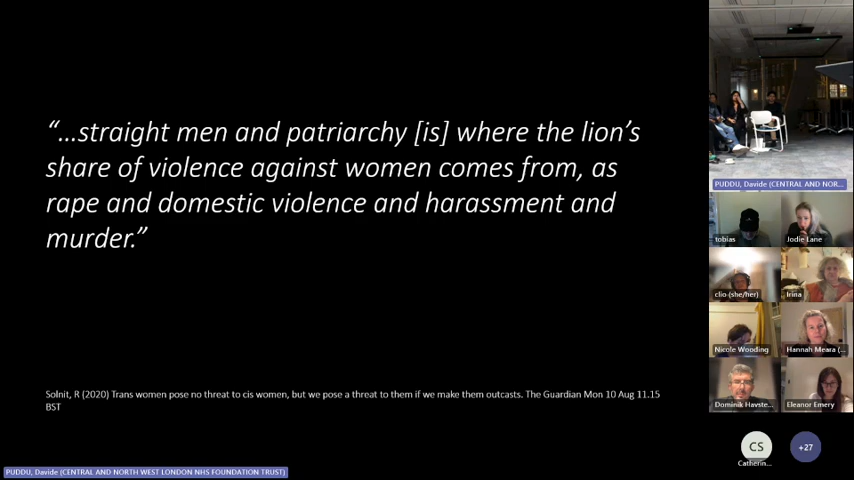 “...straight men and patriarchy [is] where the lion’s
share of violence against women comes from, as
rape and domestic violence and harassment and
murder.”
Solnit, R (2020) Trans women pose no threat to cis women, but we pose a threat to them if we make them outcasts. The Guardian Mon 10 Aug 11.15
BST
PUDDU, Davide (CENTRAL AND NORTH WEST LONDON NHS FOUNDATION TRUST)
PUDDU, Davide (CENTRAL AND NOR...
tobias
Jodie Lane
clio (she/her)
Irina
Nicole Wooding
Hannah Meara (...
Dominik Havste...
Eleanor Emery
CS
Catherin...
+27